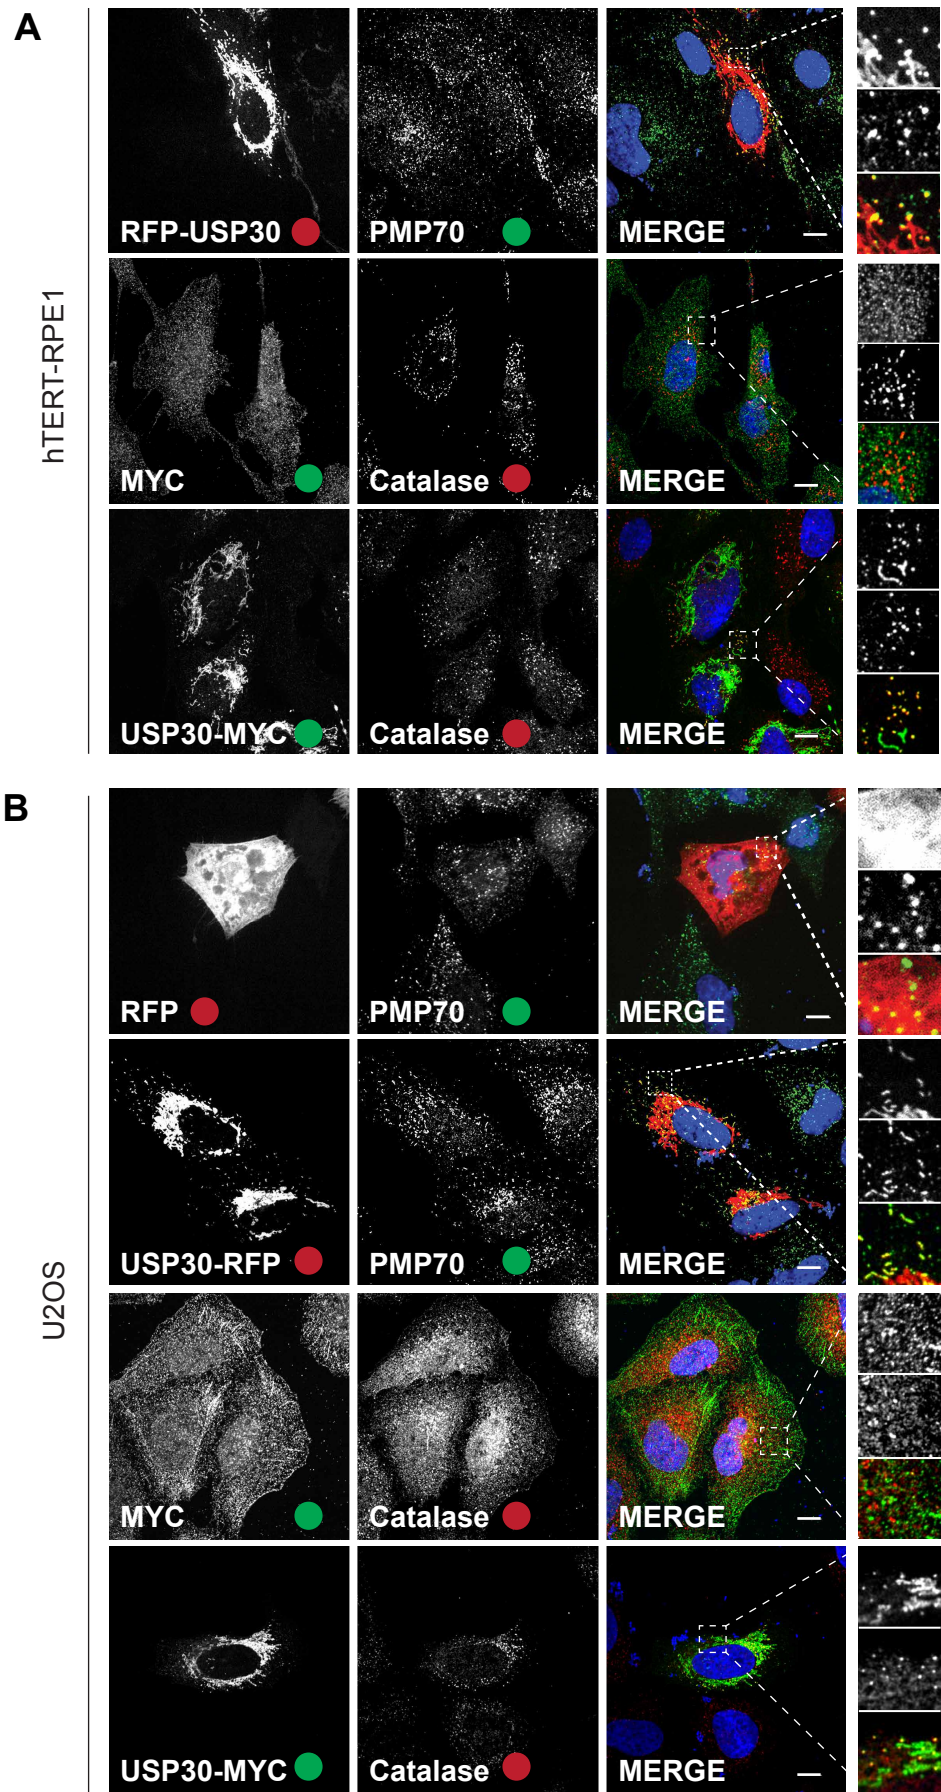 A
hTERT-RPE1
RFP-USP30 PMP70 MERGE
MYC Catalase MERGE
USP30-MYC Catalase MERGE
B
U2OS
RFP PMP70 MERGE
USP30-RFP PMP70 MERGE
MYC Catalase MERGE
USP30-MYC Catalase MERGE